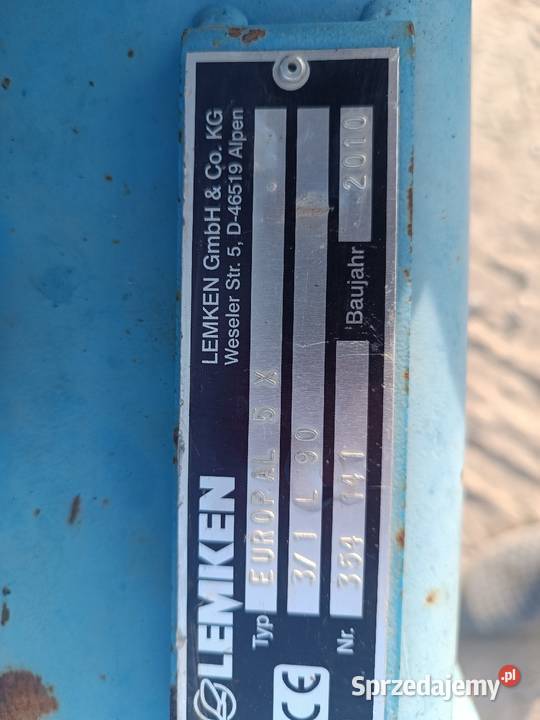 LEMKEN
LEMKEN GmbH & Co. KG
Weseler Str. 5, D-46519 Alpen
Typ EUROPAL 5 X
3/1 L 90
Nr. 354 141 Baujahr 2010
CE
Sprzedajemy.pl